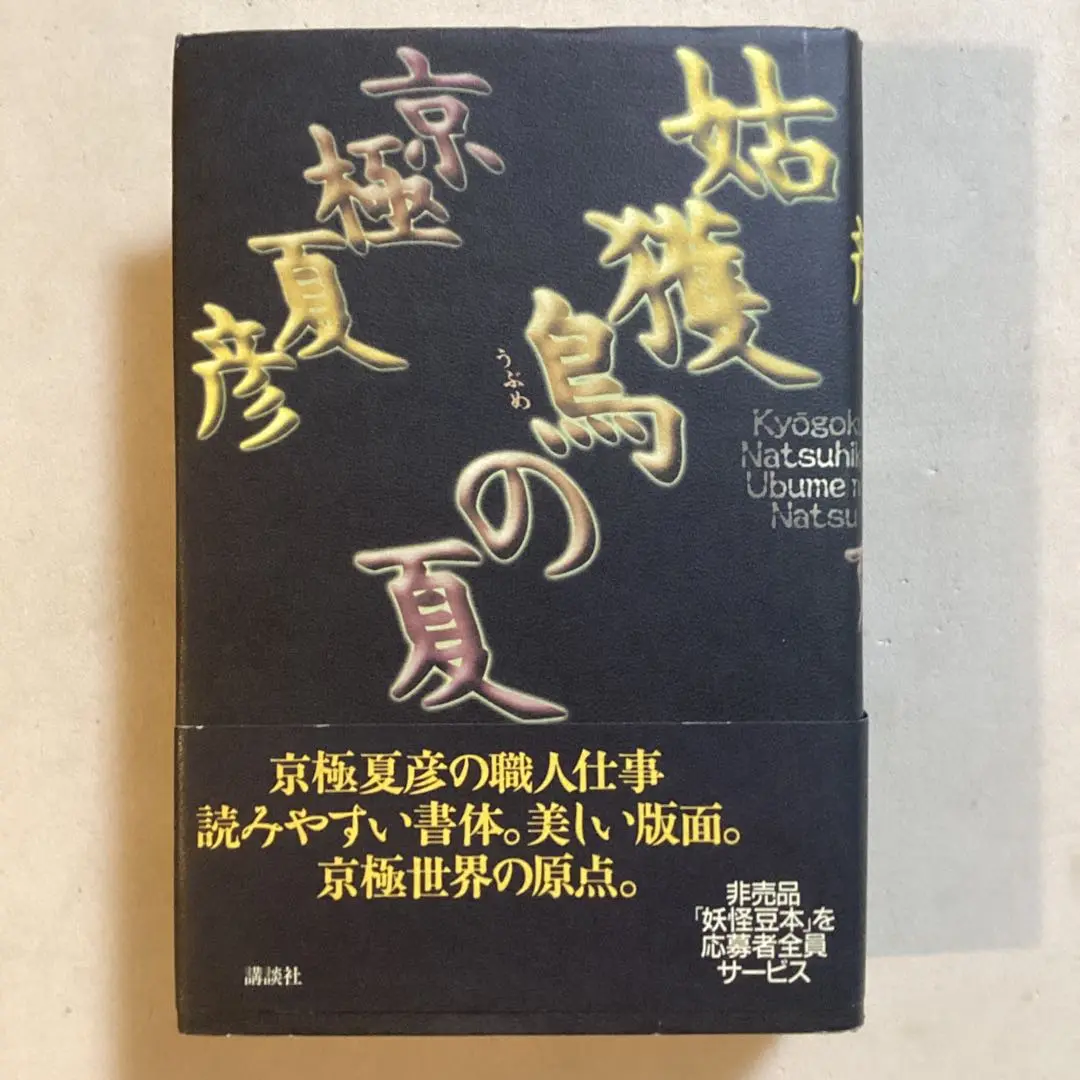 姑獲鳥の夏
うぶめ
京極夏彦
Kyōgok
Natsuhik
Ubume n
Natsu
京極夏彦の職人仕事
読みやすい書体。美しい版面。
京極世界の原点。
非売品
「妖怪豆本」を
応募者全員
サービス
講談社